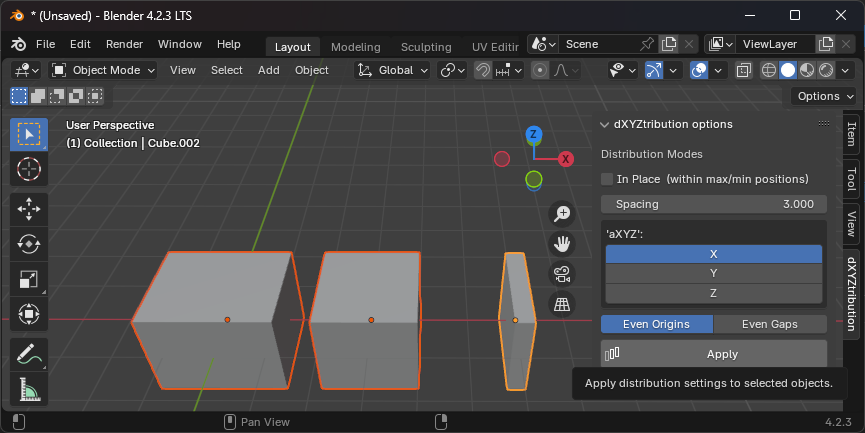 * (Unsaved) - Blender 4.2.3 LTS
File Edit Render Window Help Layout Modeling Sculpting UV Editir Scene ViewLayer
Object Mode View Select Add Object Global
Options
User Perspective
(1) Collection | Cube.002
Z
X
dXYZtribution options
Distribution Modes
In Place (within max/min positions)
Spacing 3.000
'aXYZ':
X
Y
Z
Even Origins Even Gaps
Apply
Apply distribution settings to selected objects.
Item
Tool
View
dXYZtribution
Pan View 4.2.3